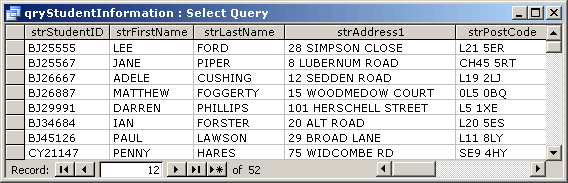 qryStudentInformation : Select Query
strStudentID strFirstName strLastName strAddress1 strPostCode
BJ25555 LEE FORD 28 SIMPSON CLOSE L21 5ER
BJ25567 JANE PIPER 8 LUBERNUM ROAD CH45 5RT
BJ26667 ADELE CUSHING 12 SEDDEN ROAD L19 2LJ
BJ26887 MATTHEW FOGGERTY 15 WOODMEDOW COURT 0L5 0BQ
BJ29991 DARREN PHILLIPS 101 HERSCHELL STREET L5 1XE
BJ34684 IAN FORSTER 20 ALT ROAD L20 5ES
BJ45126 PAUL LAWSON 29 BROAD LANE L11 8LY
CY21147 PENNY HARES 75 WIDCOMBE RD SE9 4HY
Record: 12 of 52